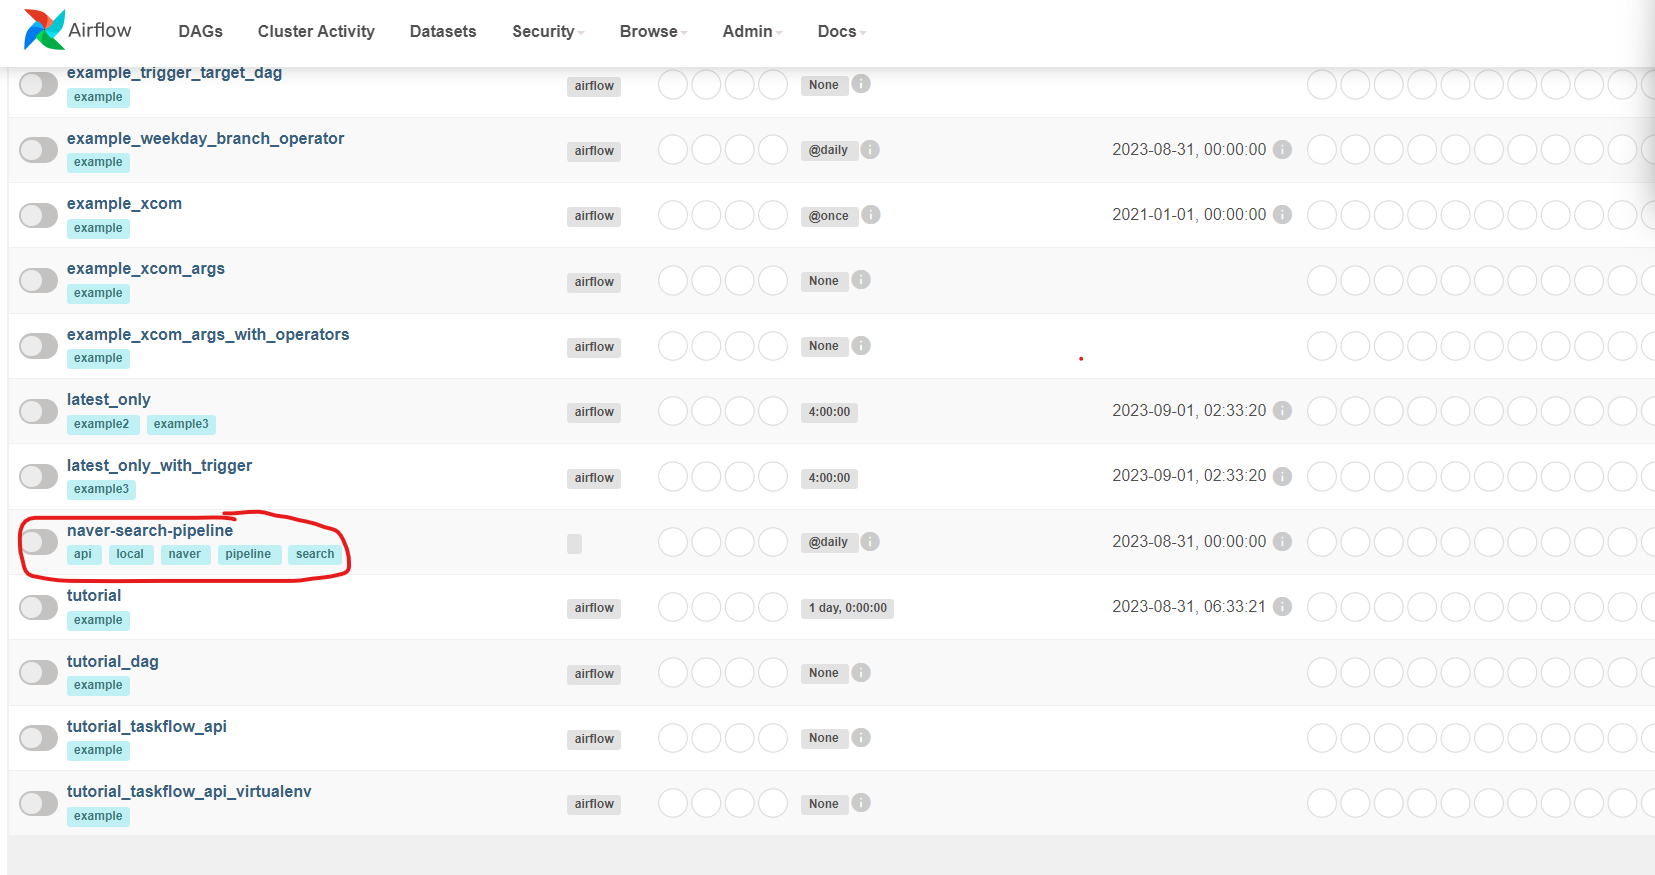 Airflow DAGs Cluster Activity Datasets Security Browse Admin Docs
example_trigger_target_dag
example airflow None
example_weekday_branch_operator
example airflow @daily 2023-08-31, 00:00:00
example_xcom
example airflow @once 2021-01-01, 00:00:00
example_xcom_args
example airflow None
example_xcom_args_with_operators
example airflow None
latest_only
example2 example3 airflow 4:00:00 2023-09-01, 02:33:20
latest_only_with_trigger
example3 airflow 4:00:00 2023-09-01, 02:33:20
naver-search-pipeline
api local naver pipeline search @daily 2023-08-31, 00:00:00
tutorial
example airflow 1 day, 0:00:00 2023-08-31, 06:33:21
tutorial_dag
example airflow None
tutorial_taskflow_api
example airflow None
tutorial_taskflow_api_virtualenv
example airflow None